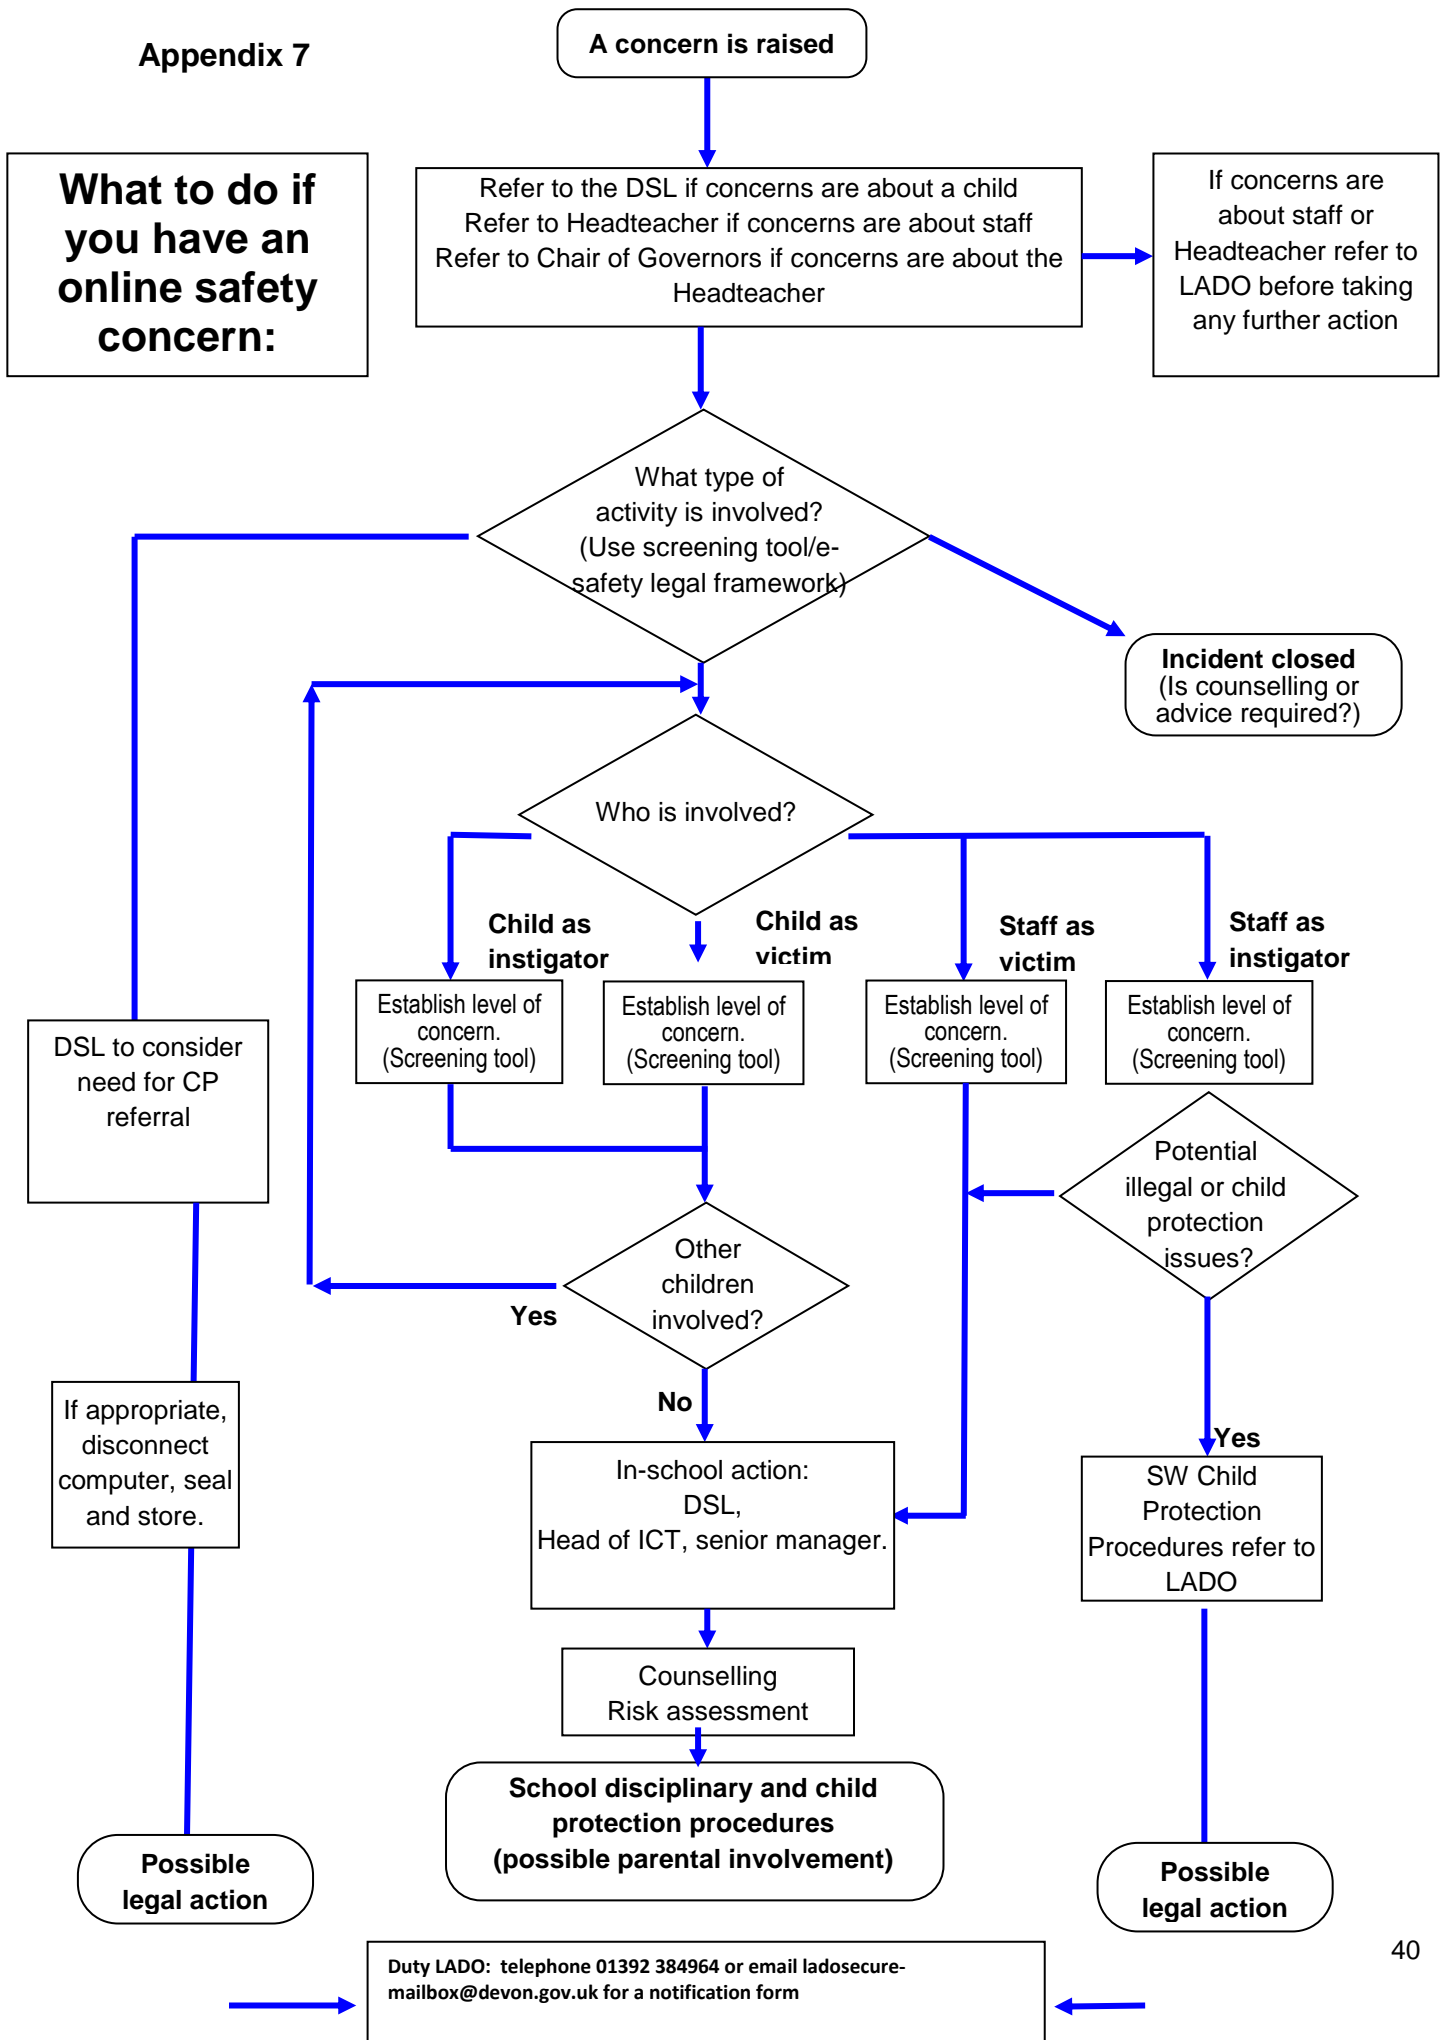 Appendix 7
A concern is raised
What to do if
you have an
online safety
concern:
Refer to the DSL if concerns are about a child
Refer to Headteacher if concerns are about staff
Refer to Chair of Governors if concerns are about the
Headteacher
If concerns are
about staff or
Headteacher refer to
LADO before taking
any further action
What type of
activity is involved?
(Use screening tool/e-
safety legal framework)
Incident closed
(Is counselling or
advice required?)
Who is involved?
Child as
instigator
Child as
victim
Staff as
victim
Staff as
instigator
Establish level of
concern.
(Screening tool)
Establish level of
concern.
(Screening tool)
Establish level of
concern.
(Screening tool)
Establish level of
concern.
(Screening tool)
DSL to consider
need for CP
referral
Potential
illegal or child
protection
issues?
Other
children
involved?
Yes
No
Yes
If appropriate,
disconnect
computer, seal
and store.
In-school action:
DSL,
Head of ICT, senior manager.
SW Child
Protection
Procedures refer to
LADO
Counselling
Risk assessment
School disciplinary and child
protection procedures
(possible parental involvement)
Possible
legal action
Possible
legal action
Duty LADO: telephone 01392 384964 or email ladosecure-
mailbox@devon.gov.uk for a notification form
40